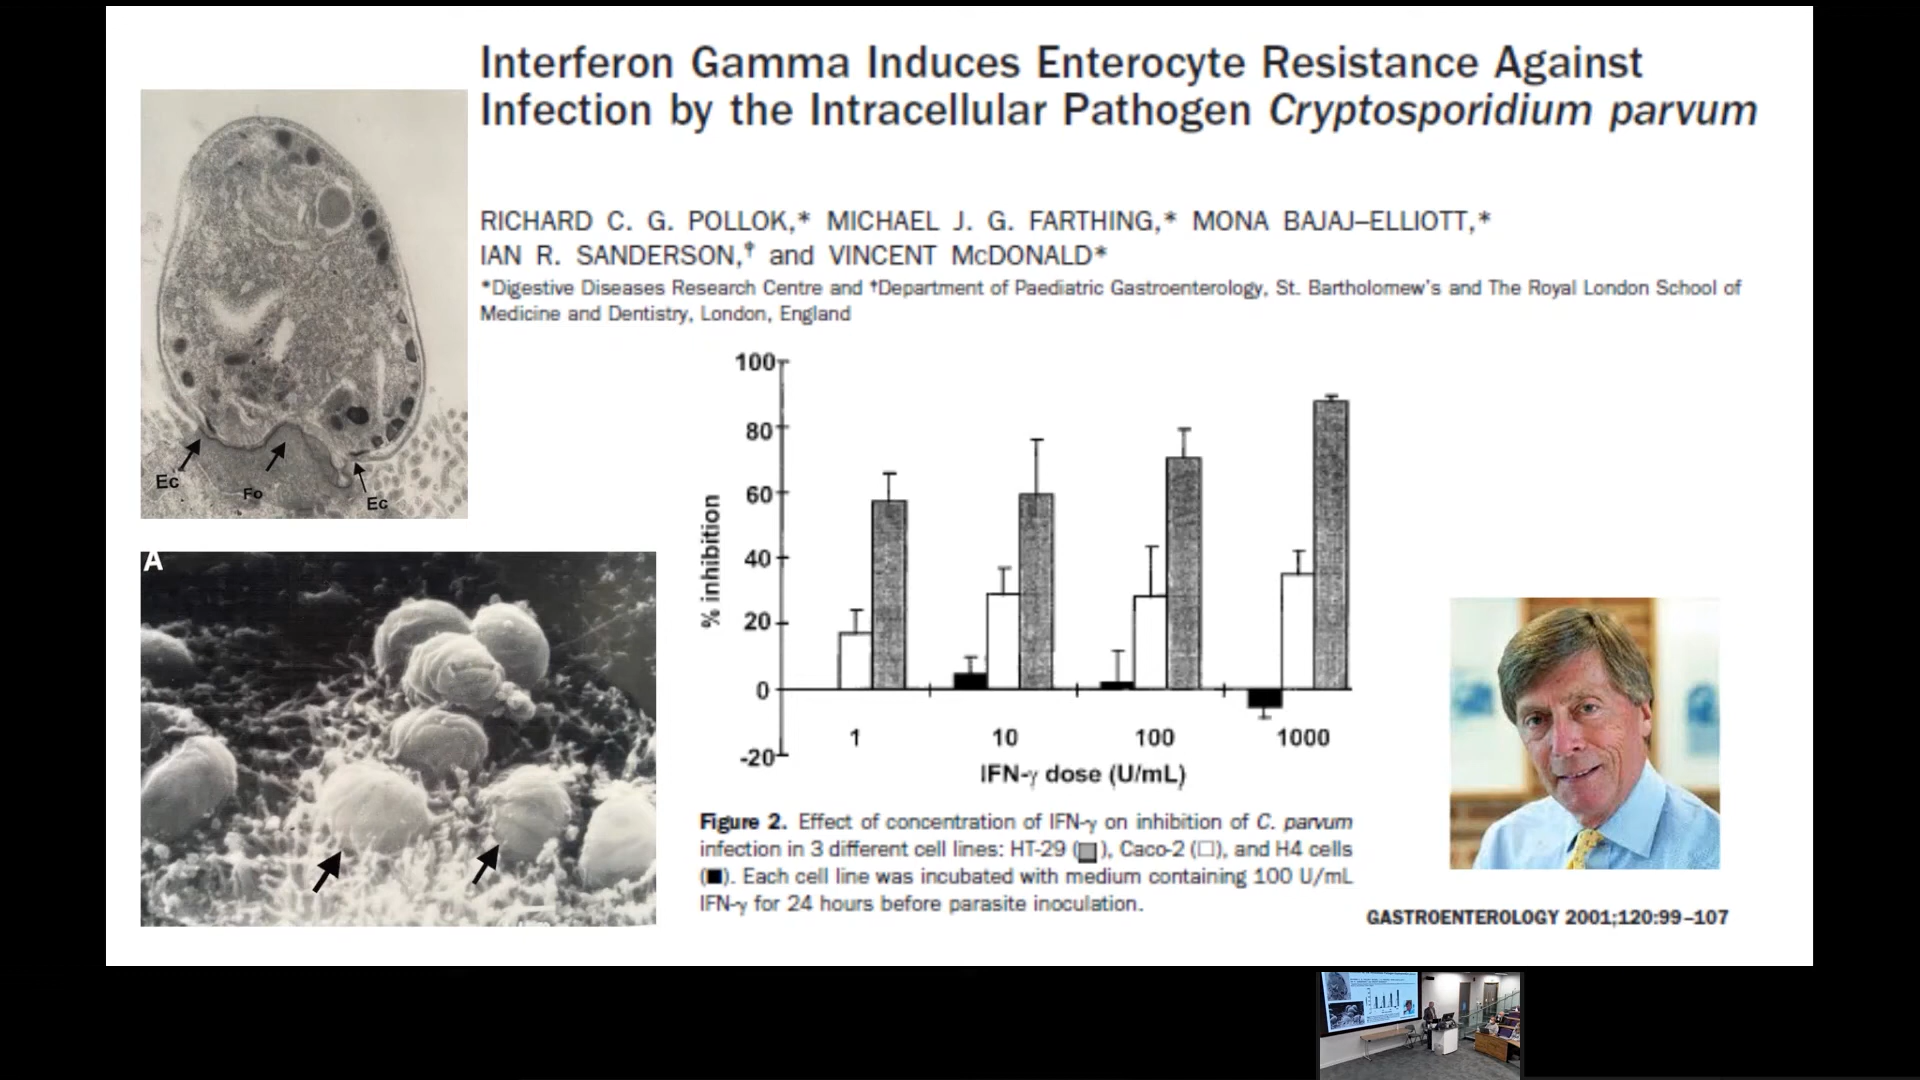 Interferon Gamma Induces Enterocyte Resistance Against
Infection by the Intracellular Pathogen Cryptosporidium parvum
RICHARD C. G. POLLOK,* MICHAEL J. G. FARTHING,* MONA BAJAJ–ELLIOTT,*
IAN R. SANDERSON,† and VINCENT McDONALD*
*Digestive Diseases Research Centre and †Department of Paediatric Gastroenterology, St. Bartholomew's and The Royal London School of
Medicine and Dentistry, London, England
Ec
Fo
Ec
A
100
80
60
40
20
0
-20
% inhibition
1 10 100 1000
IFN-γ dose (U/mL)
Figure 2. Effect of concentration of IFN-γ on inhibition of C. parvum
infection in 3 different cell lines: HT-29 (■), Caco-2 (□), and H4 cells
(■). Each cell line was incubated with medium containing 100 U/mL
IFN-γ for 24 hours before parasite inoculation.
GASTROENTEROLOGY 2001;120:99–107